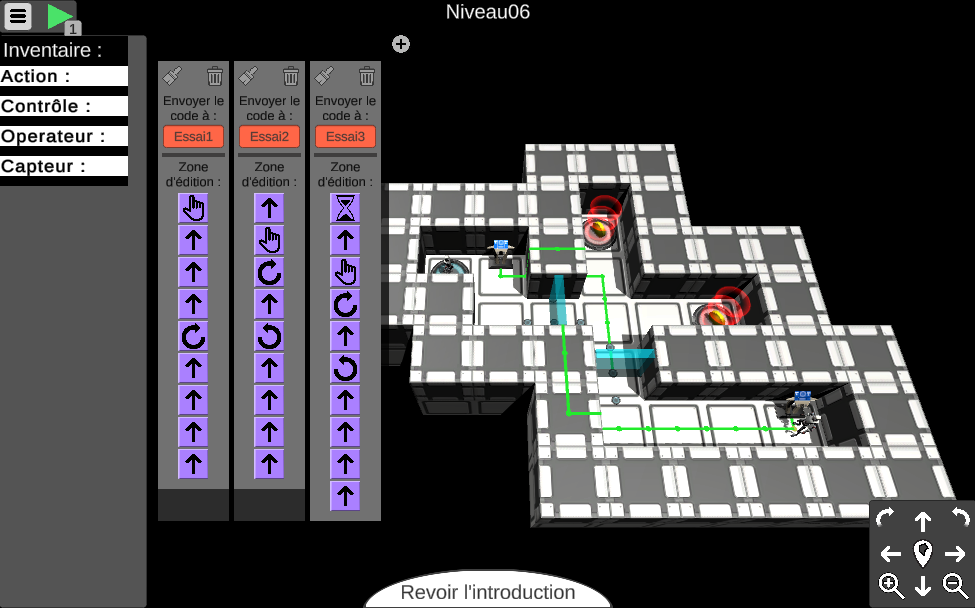 Niveau06
1
Inventaire :
Action :
Contrôle :
Operateur :
Capteur :
Envoyer le
code à :
Essai1
Zone
d'édition :
Envoyer le
code à :
Essai2
Zone
d'édition :
Envoyer le
code à :
Essai3
Zone
d'édition :
Revoir l'introduction